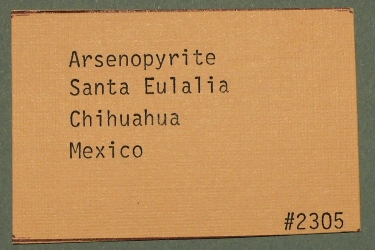 Arsenopyrite
Santa Eulalia
Chihuahua
Mexico
#2305